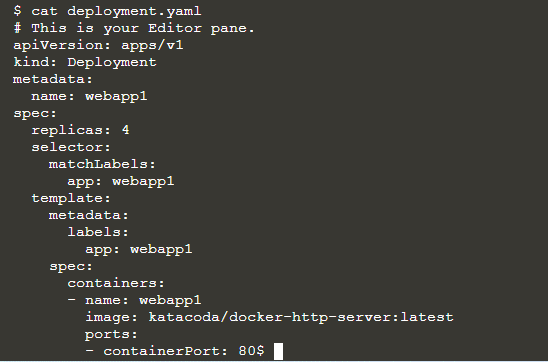 $ cat deployment.yaml
# This is your Editor pane.
apiVersion: apps/v1
kind: Deployment
metadata:
  name: webapp1
spec:
  replicas: 4
  selector:
    matchLabels:
      app: webapp1
  template:
    metadata:
      labels:
        app: webapp1
    spec:
      containers:
      - name: webapp1
        image: katacoda/docker-http-server:latest
        ports:
        - containerPort: 80$